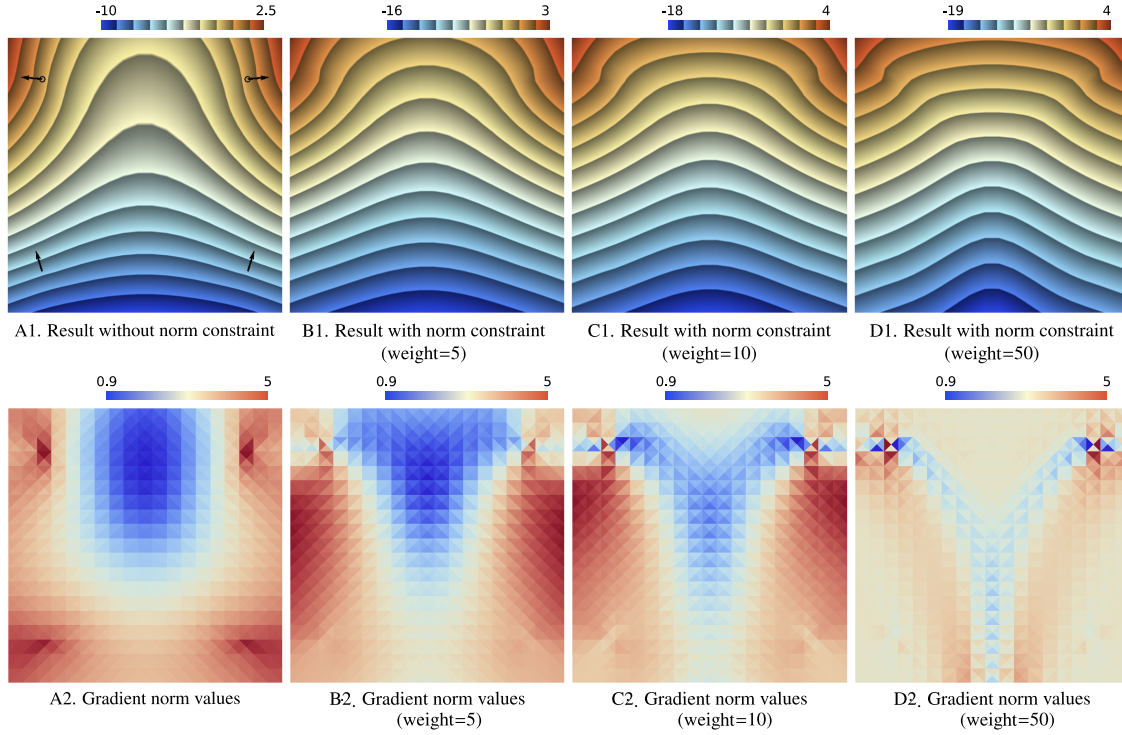 -10 2.5
-16 3
-18 4
-19 4
A1. Result without norm constraint
B1. Result with norm constraint
(weight=5)
C1. Result with norm constraint
(weight=10)
D1. Result with norm constraint
(weight=50)
0.9 5
0.9 5
0.9 5
0.9 5
A2. Gradient norm values
B2. Gradient norm values
(weight=5)
C2. Gradient norm values
(weight=10)
D2. Gradient norm values
(weight=50)